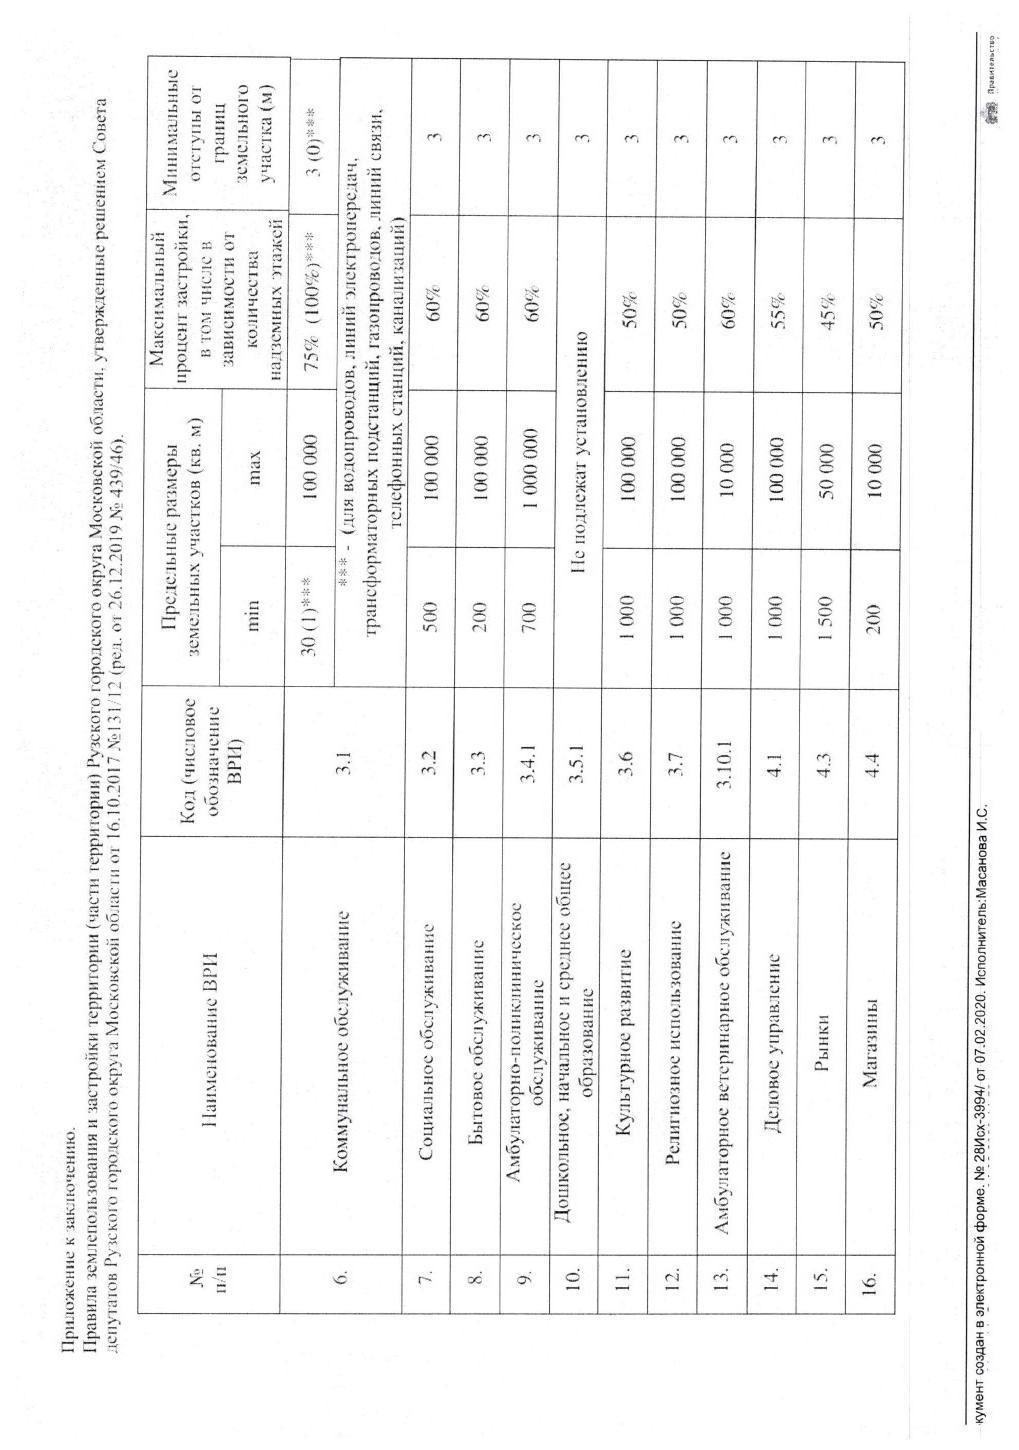 Приложение к заключению.
Правила землепользования и застройки территории (части территории) Рузского городского округа Московской области, утвержденные решением Совета
депутатов Рузского городского округа Московской области от 16.10.2017 №131/12 (ред. от 26.12.2019 № 439/46).
№ п/п
Наименование ВРИ
Код (числовое
обозначение
ВРИ)
Предельные размеры
земельных участков (кв. м)
min
max
Максимальный
процент застройки,
в том числе в
зависимости от
количества
надземных этажей
Минимальные
отступы от
границ
земельного
участка (м)
6. Коммунальное обслуживание 3.1 30 (1)*** 100 000 75% (100%)*** 3 (0)***
*** - (для водопроводов, линий электропередач,
трансформаторных подстанций, газопроводов, линий связи,
телефонных станций, канализаций)
7. Социальное обслуживание 3.2 500 100 000 60% 3
8. Бытовое обслуживание 3.3 200 100 000 60% 3
9. Амбулаторно-поликлиническое
обслуживание 3.4.1 700 1 000 000 60% 3
10. Дошкольное, начальное и среднее общее
образование 3.5.1 Не подлежат установлению 3
11. Культурное развитие 3.6 1 000 100 000 50% 3
12. Религиозное использование 3.7 1 000 100 000 50% 3
13. Амбулаторное ветеринарное обслуживание 3.10.1 1 000 10 000 60% 3
14. Деловое управление 4.1 1 000 100 000 55% 3
15. Рынки 4.3 1 500 50 000 45% 3
16. Магазины 4.4 200 10 000 50% 3
кумент создан в электронной форме. № 28Исх-3994/ от 07.02.2020. Исполнитель:Масанова И.С.
Правительство